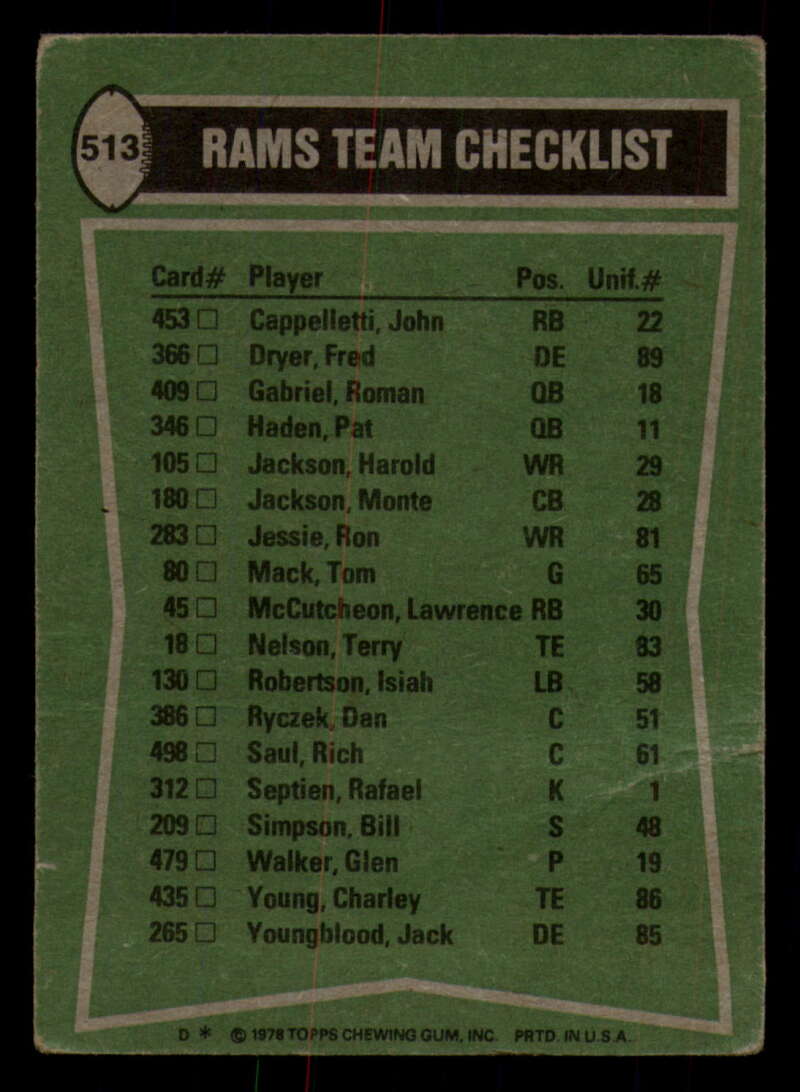 513 RAMS TEAM CHECKLIST
Card# Player Pos. Unif.#
453 □ Cappelletti, John RB 22
366 □ Dryer, Fred DE 89
409 □ Gabriel, Roman QB 18
346 □ Haden, Pat QB 11
105 □ Jackson, Harold WR 29
180 □ Jackson, Monte CB 28
283 □ Jessie, Ron WR 81
80 □ Mack, Tom G 65
45 □ McCutcheon, Lawrence RB 30
18 □ Nelson, Terry TE 83
130 □ Robertson, Isiah LB 58
386 □ Ryczek, Dan C 51
498 □ Saul, Rich C 61
312 □ Septien, Rafael K 1
209 □ Simpson, Bill S 48
479 □ Walker, Glen P 19
435 □ Young, Charley TE 86
265 □ Youngblood, Jack DE 85
D * © 1978 TOPPS CHEWING GUM, INC. PRTD. IN U.S.A.